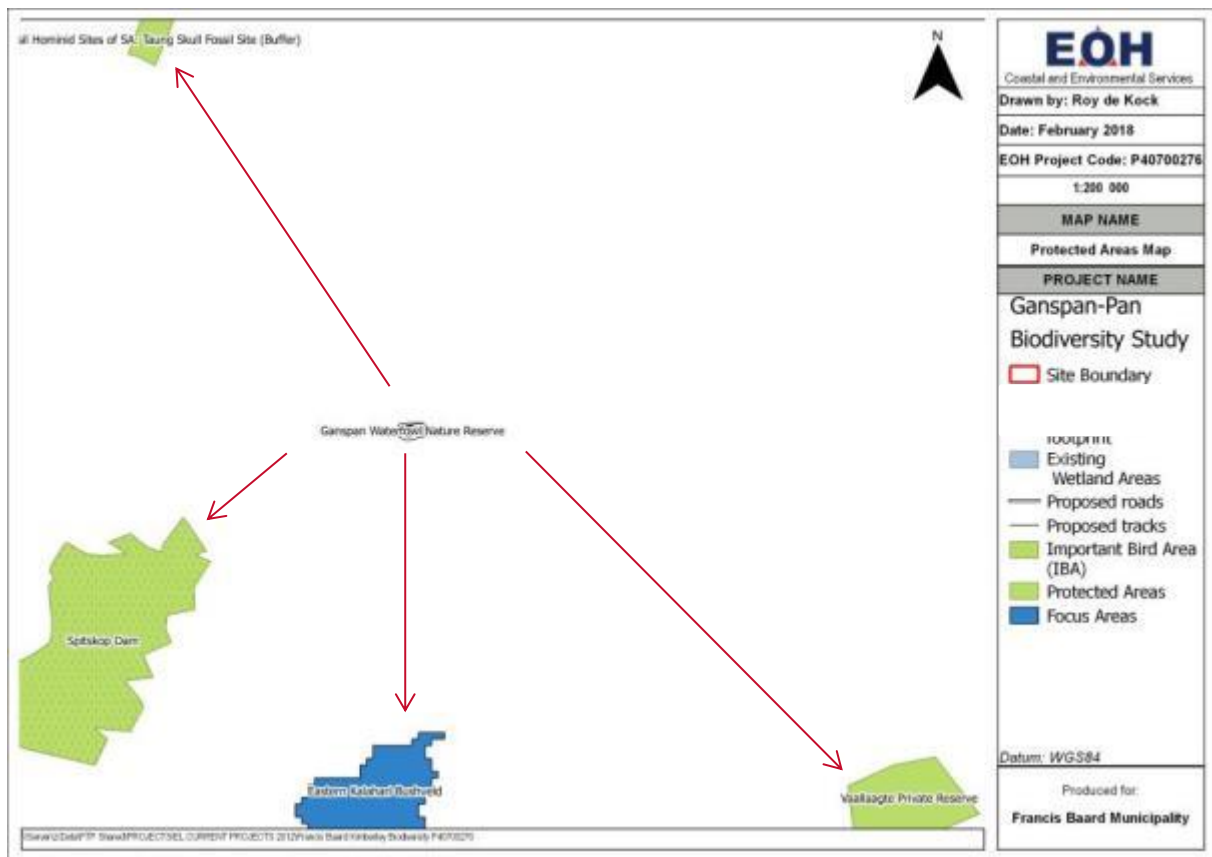 al Hominid Sites of SA: Taung Skull Fossil Site (Buffer)
N
Ganspan Waterfowl Nature Reserve
Spitskop Dam
Eastern Kalahari Bushveld
Vaallaagte Private Reserve
EOH
Coastal and Environmental Services
Drawn by: Roy de Kock
Date: February 2018
EOH Project Code: P40700276
1:200 000
MAP NAME
Protected Areas Map
PROJECT NAME
Ganspan-Pan
Biodiversity Study
Site Boundary
footprint
Existing
Wetland Areas
Proposed roads
Proposed tracks
Important Bird Area
(IBA)
Protected Areas
Focus Areas
Datum: WGS84
Produced for:
Francis Baard Municipality